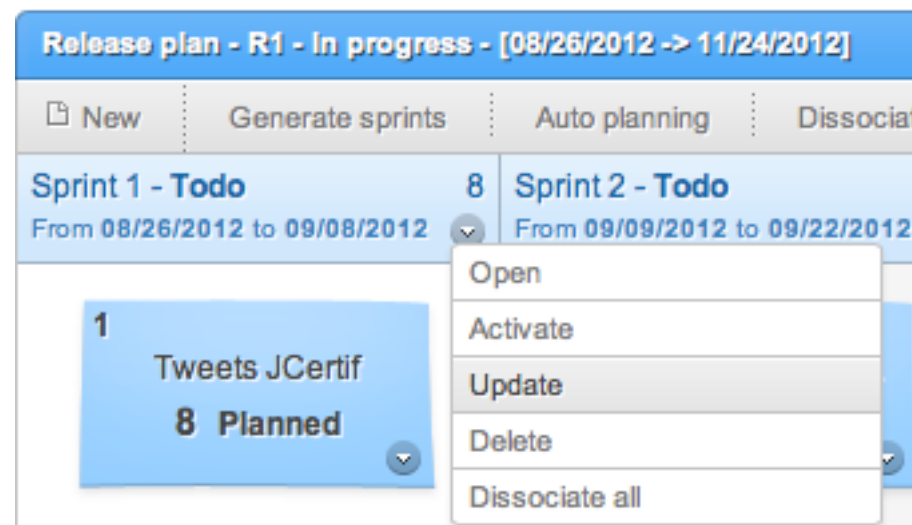 Release plan - R1 - In progress - [08/26/2012 -> 11/24/2012]
New Generate sprints Auto planning
Sprint 1 - Todo 8 Sprint 2 - Todo
From 08/26/2012 to 09/08/2012 From 09/09/2012 to 09/22/2012
Open
1
Activate
Tweets JCertif
Update
8 Planned
Delete
Dissociate all